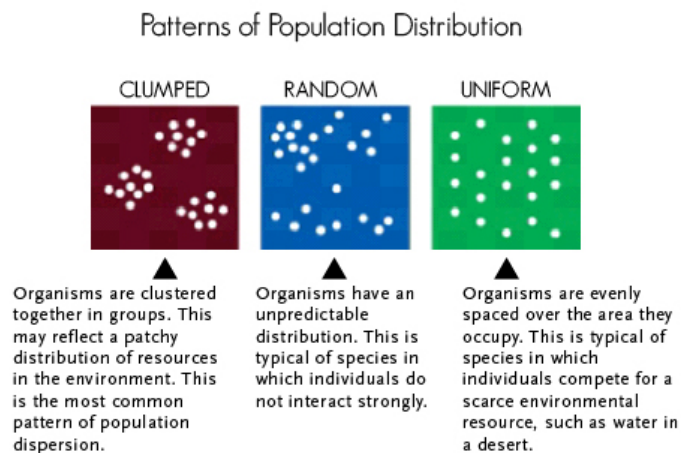 Patterns of Population Distribution
CLUMPED
RANDOM
UNIFORM
Organisms are clustered
together in groups. This
may reflect a patchy
distribution of resources
in the environment. This
is the most common
pattern of population
dispersion.
Organisms have an
unpredictable
distribution. This is
typical of species in
which individuals do
not interact strongly.
Organisms are evenly
spaced over the area they
occupy. This is typical of
species in which
individuals compete for a
scarce environmental
resource, such as water in
a desert.